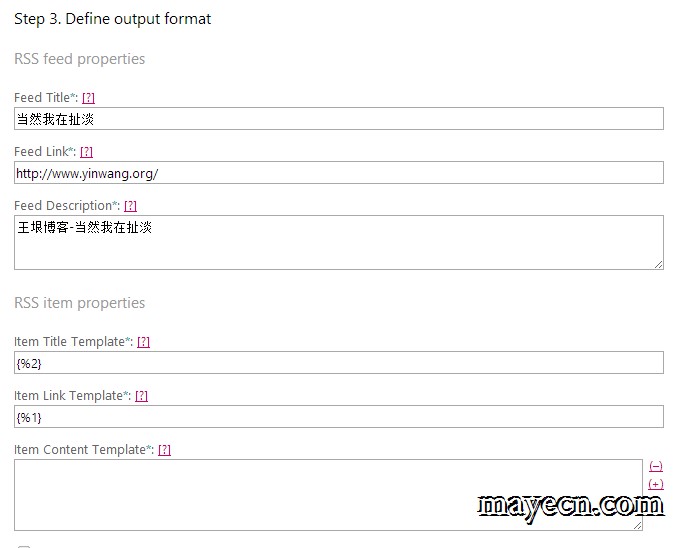 Step 3. Define output format
RSS feed properties
Feed Title*: [?]
当然我在扯淡
Feed Link*: [?]
http://www.yinwang.org/
Feed Description*: [?]
王垠博客-当然我在扯淡
RSS item properties
Item Title Template*: [?]
{%2}
Item Link Template*: [?]
{%1}
Item Content Template*: [?]
(−)
(+)
mayecn.com